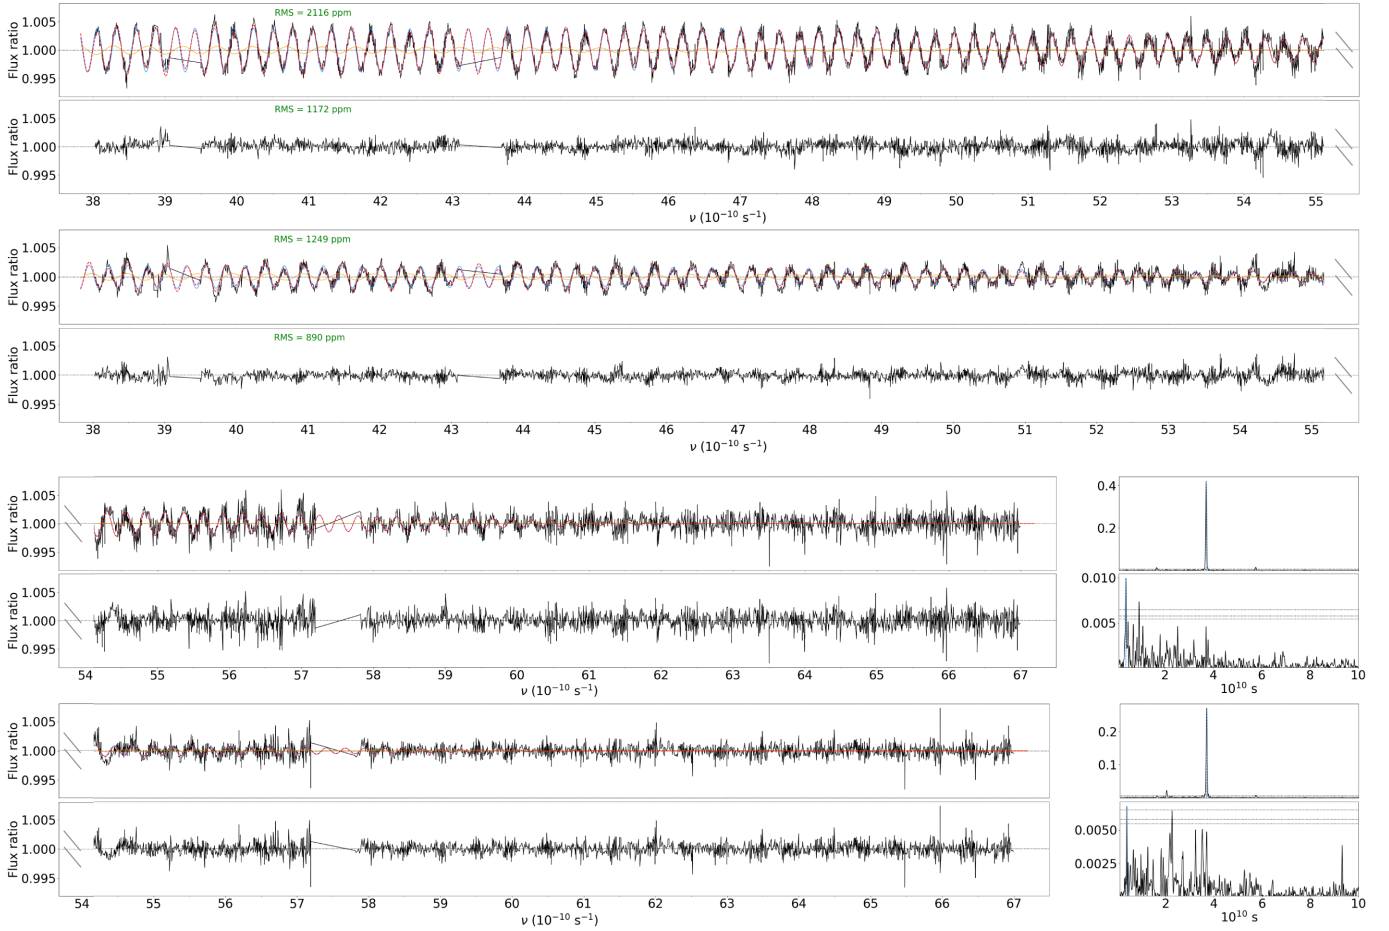 RMS = 2116 ppm
Flux ratio
1.005
1.000
0.995
RMS = 1172 ppm
Flux ratio
1.005
1.000
0.995
38 39 40 41 42 43 44 45 46 47 48 49 50 51 52 53 54 55
ν (10⁻¹⁰ s⁻¹)
RMS = 1249 ppm
Flux ratio
1.005
1.000
0.995
RMS = 890 ppm
Flux ratio
1.005
1.000
0.995
38 39 40 41 42 43 44 45 46 47 48 49 50 51 52 53 54 55
ν (10⁻¹⁰ s⁻¹)
Flux ratio
1.005
1.000
0.995
0.4
0.2
Flux ratio
1.005
1.000
0.995
54 55 56 57 58 59 60 61 62 63 64 65 66 67
ν (10⁻¹⁰ s⁻¹)
0.010
0.005
2 4 6 8 10
10¹⁰ s
Flux ratio
1.005
1.000
0.995
0.2
0.1
Flux ratio
1.005
1.000
0.995
54 55 56 57 58 59 60 61 62 63 64 65 66 67
ν (10⁻¹⁰ s⁻¹)
0.0050
0.0025
2 4 6 8 10
10¹⁰ s